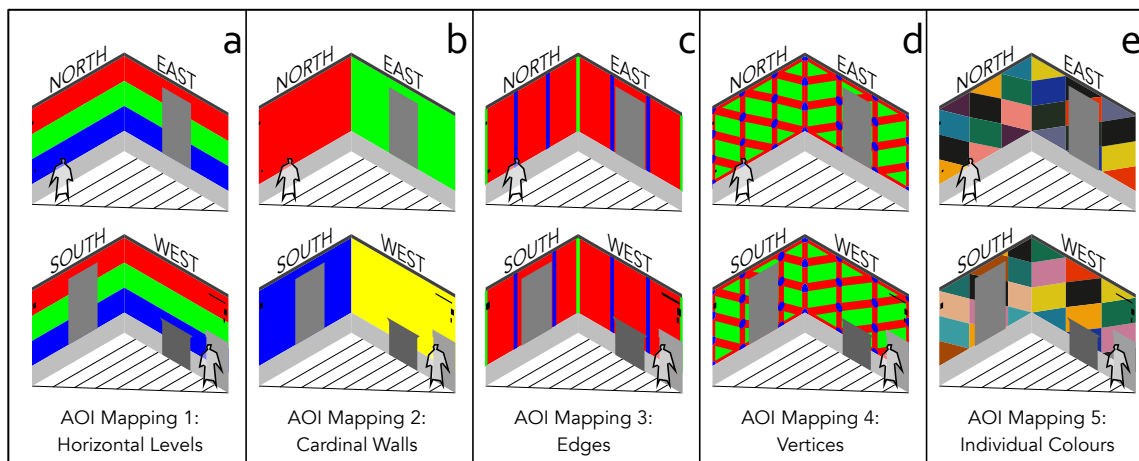 a
NORTH EAST
SOUTH WEST
AOI Mapping 1:
Horizontal Levels
b
NORTH EAST
SOUTH WEST
AOI Mapping 2:
Cardinal Walls
c
NORTH EAST
SOUTH WEST
AOI Mapping 3:
Edges
d
NORTH EAST
SOUTH WEST
AOI Mapping 4:
Vertices
e
NORTH EAST
SOUTH WEST
AOI Mapping 5:
Individual Colours